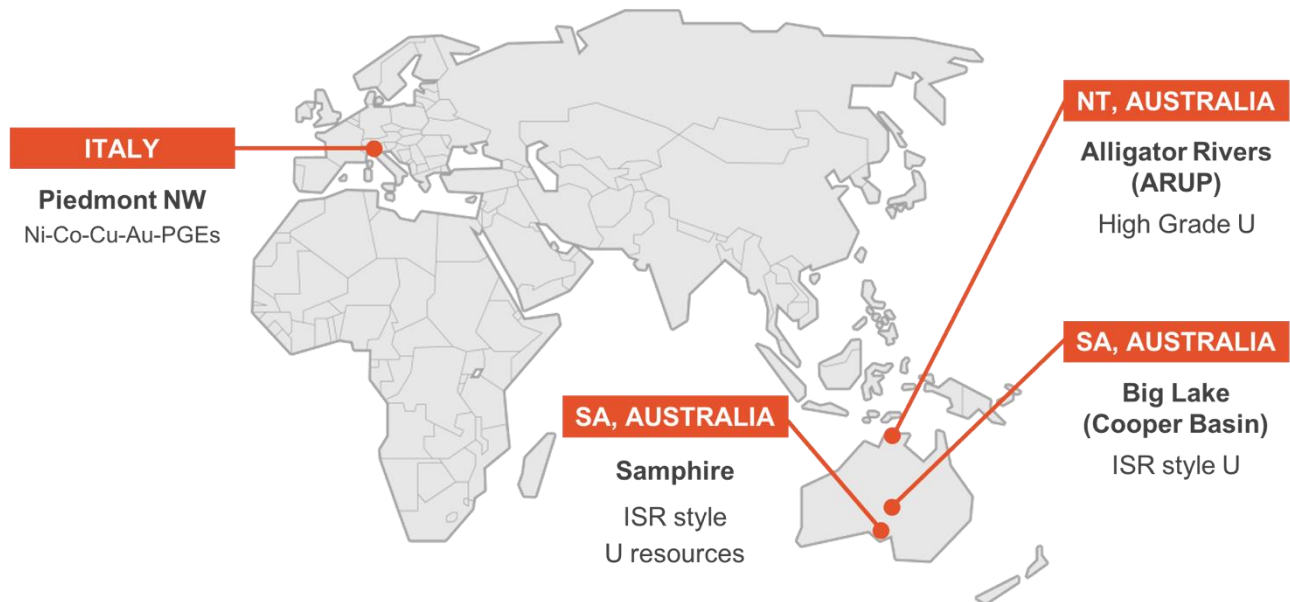 ITALY
Piedmont NW
Ni-Co-Cu-Au-PGEs
SA, AUSTRALIA
Samphire
ISR style
U resources
NT, AUSTRALIA
Alligator Rivers
(ARUP)
High Grade U
SA, AUSTRALIA
Big Lake
(Cooper Basin)
ISR style U